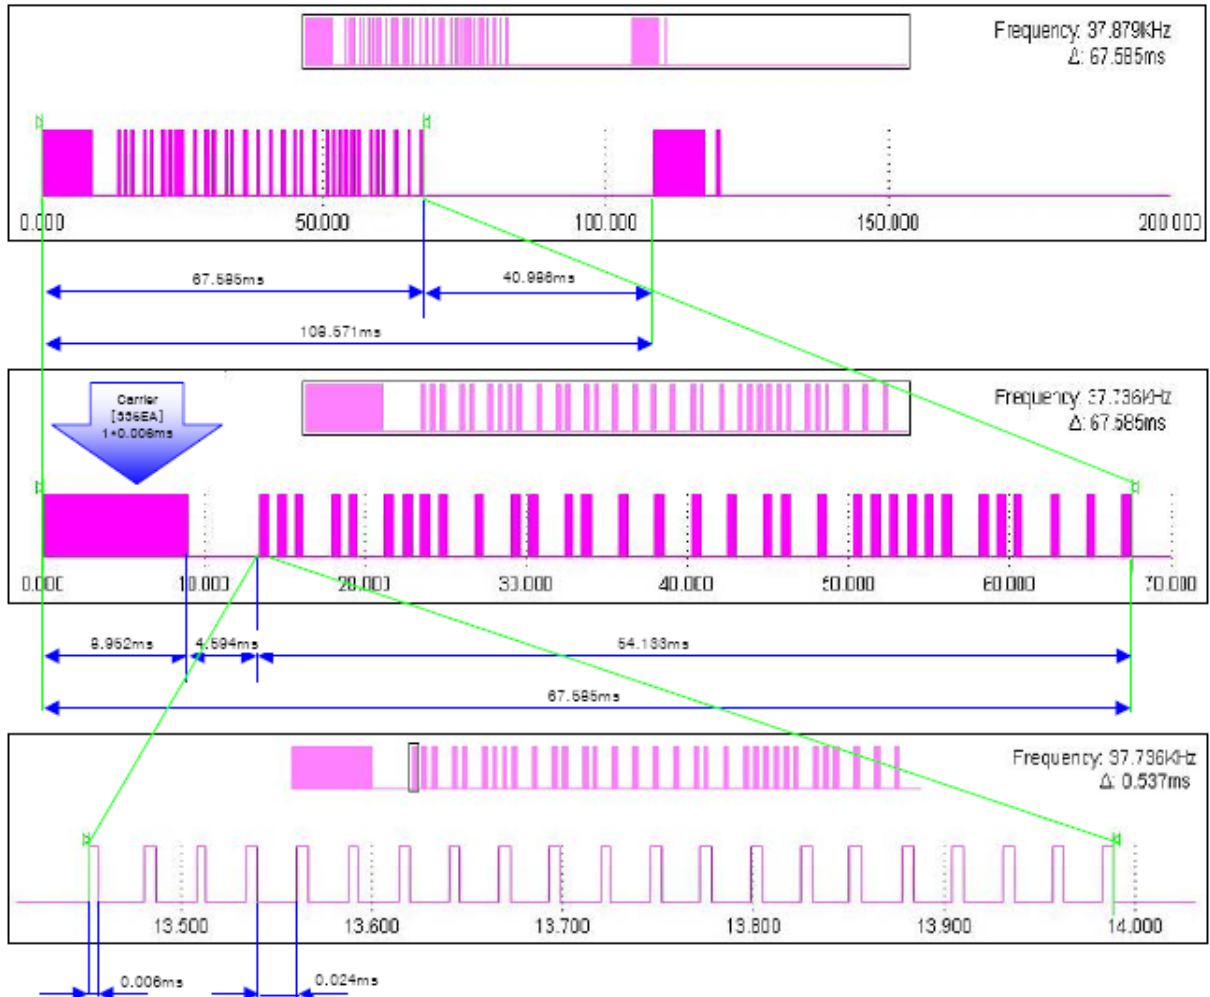 Frequency: 37.879KHz
Δ: 67.585ms
0.000 50.000 100.000 150.000 200.000
67.585ms 40.986ms
108.571ms
Carrier
1*0.006ms
Frequency: 37.736KHz
Δ: 67.585ms
0.000 10.000 20.000 30.000 40.000 50.000 60.000 70.000
8.952ms 4.594ms 54.133ms
67.585ms
Frequency: 37.736KHz
Δ: 0.537ms
13.500 13.600 13.700 13.800 13.900 14.000
0.006ms 0.024ms